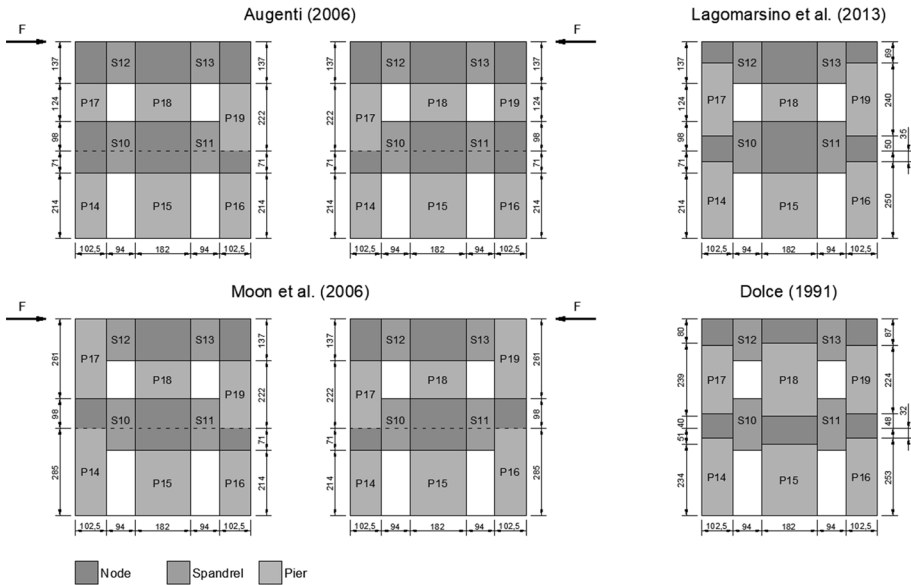 Augenti (2006)
Lagomarsino et al. (2013)
F
F
137
124
98
71
214
S12
S13
P17
P18
P19
S10
S11
P14
P15
P16
137
222
71
214
102,5
94
182
94
102,5
137
222
71
214
S12
S13
P17
P18
P19
S10
S11
P14
P15
P16
137
124
98
71
214
102,5
94
182
94
102,5
137
124
98
71
214
S12
S13
P17
P18
P19
S10
S11
P14
P15
P16
69
240
50
35
250
102,5
94
182
94
102,5
Moon et al. (2006)
Dolce (1991)
F
F
261
98
285
S12
S13
P17
P18
P19
S10
S11
P14
P15
P16
137
222
71
214
102,5
94
182
94
102,5
137
222
71
214
S12
S13
P17
P18
P19
S10
S11
P14
P15
P16
261
98
285
102,5
94
182
94
102,5
80
239
40
51
234
S12
S13
P17
P18
P19
S10
S11
P14
P15
P16
87
224
48
32
253
102,5
94
182
94
102,5
Node
Spandrel
Pier